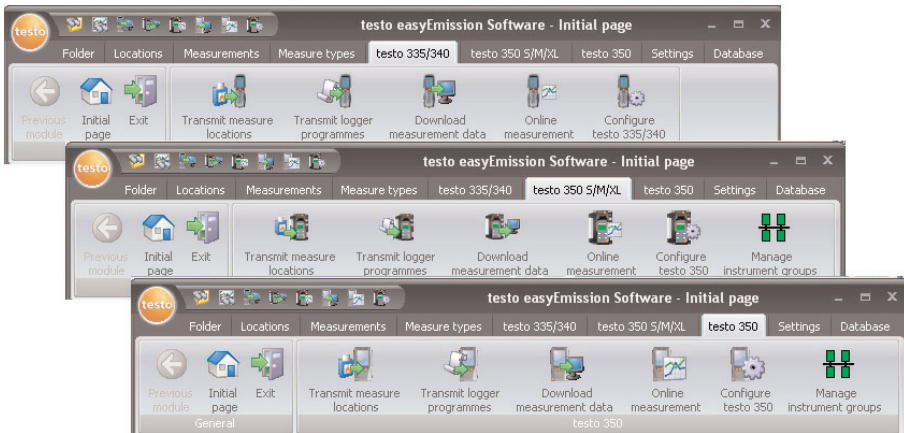 testo
testo easyEmission Software - Initial page
Folder Locations Measurements Measure types testo 335/340 testo 350 S/M/XL testo 350 Settings Database
Previous module Initial page Exit Transmit measure locations Transmit logger programmes Download measurement data Online measurement Configure testo 335/340
testo
testo easyEmission Software - Initial page
Folder Locations Measurements Measure types testo 335/340 testo 350 S/M/XL testo 350 Settings Database
Previous module Initial page Exit Transmit measure locations Transmit logger programmes Download measurement data Online measurement Configure testo 350 Manage instrument groups
testo
testo easyEmission Software - Initial page
Folder Locations Measurements Measure types testo 335/340 testo 350 S/M/XL testo 350 Settings Database
Previous module Initial page Exit Transmit measure locations Transmit logger programmes Download measurement data Online measurement Configure testo 350 Manage instrument groups
General testo 350